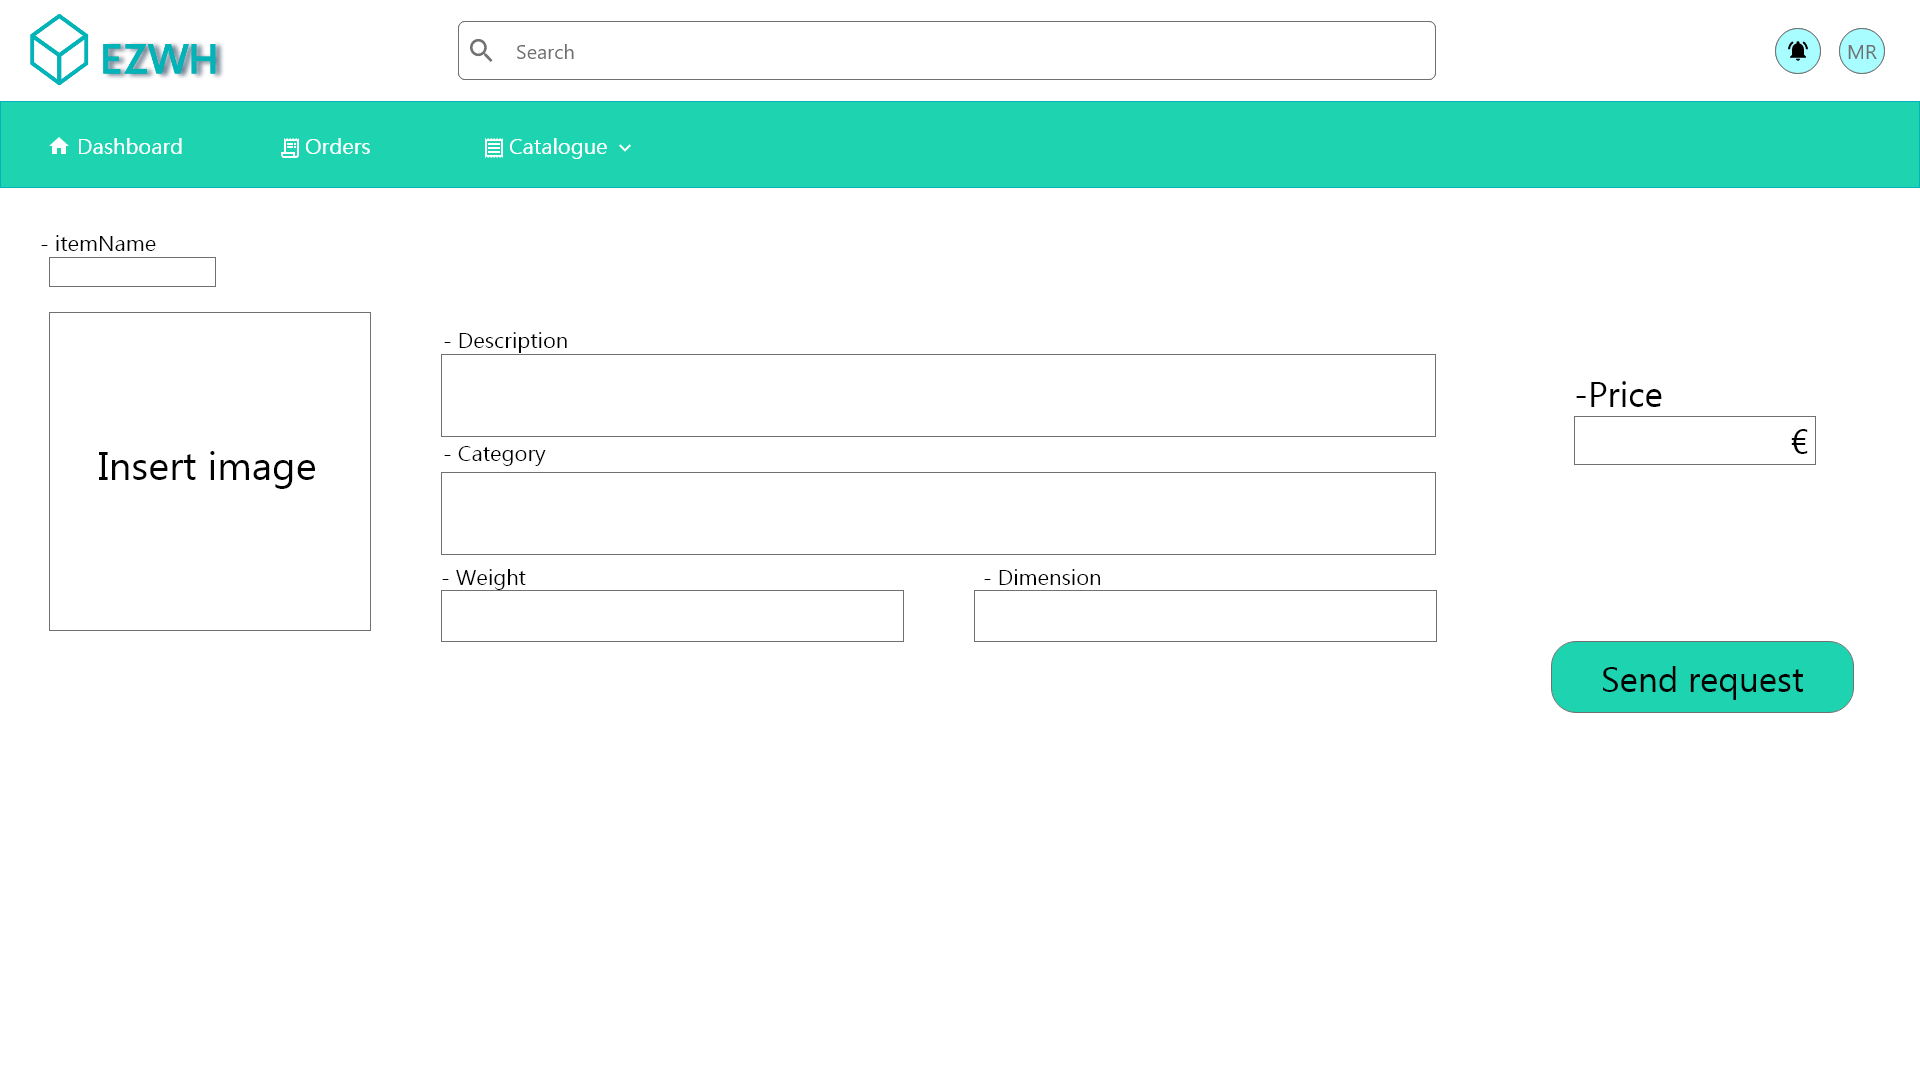 EZWH
Search
MR
Dashboard
Orders
Catalogue
- itemName
Insert image
- Description
- Category
- Weight
- Dimension
-Price
€
Send request